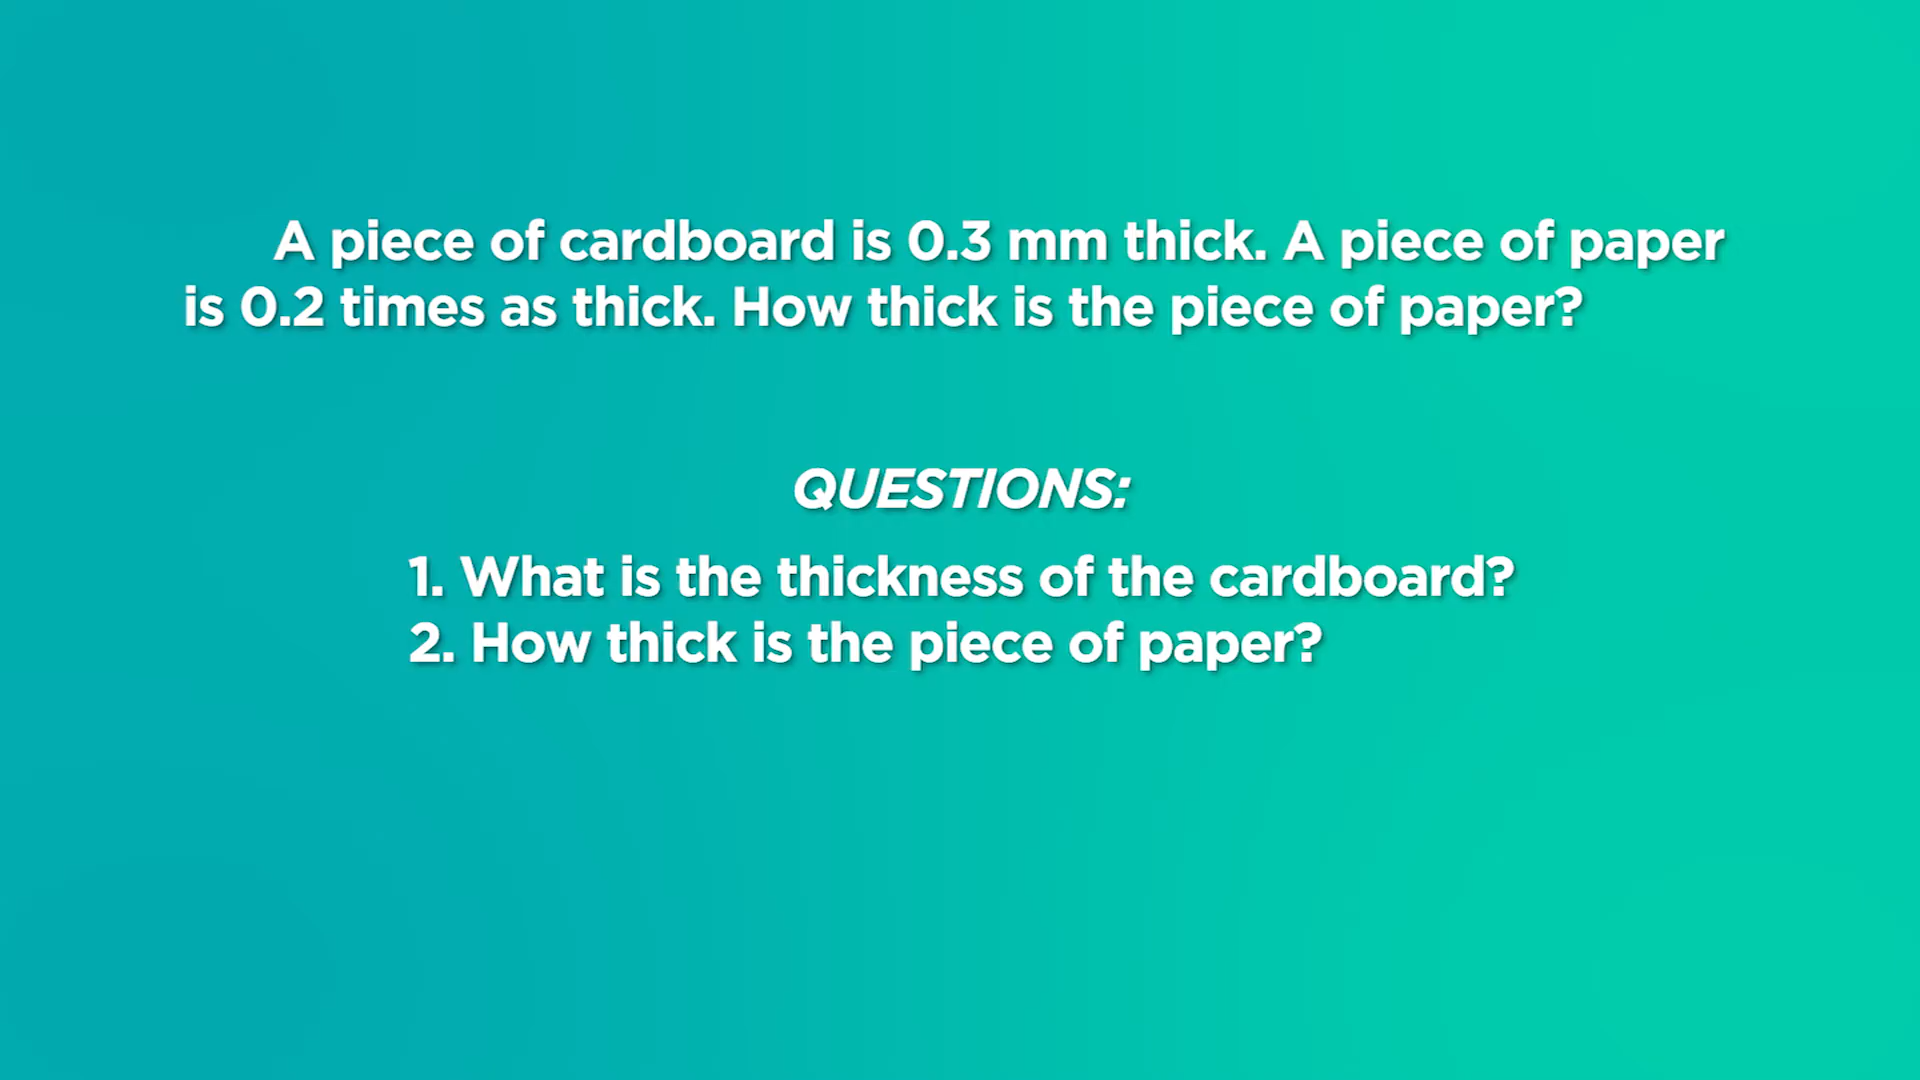 A piece of cardboard is 0.3 mm thick. A piece of paper
is 0.2 times as thick. How thick is the piece of paper?
QUESTIONS:
1. What is the thickness of the cardboard?
2. How thick is the piece of paper?